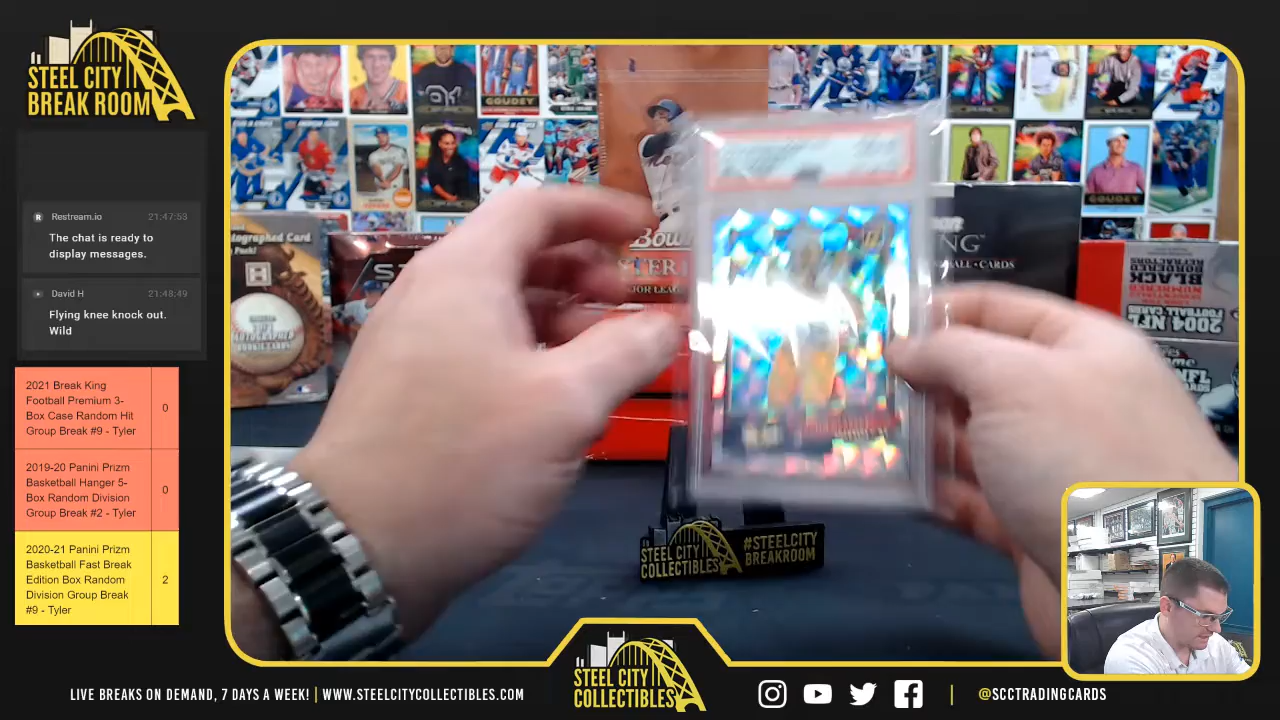 STEEL CITY
BREAK ROOM
Restream.io 21:47:53
The chat is ready to
display messages.
David H 21:48:49
Flying knee knock out.
Wild
2021 Break King
Football Premium 3-
Box Case Random Hit
Group Break #9 - Tyler
0
2019-20 Panini Prizm
Basketball Hanger 5-
Box Random Division
Group Break #2 - Tyler
0
2020-21 Panini Prizm
Basketball Fast Break
Edition Box Random
Division Group Break
#9 - Tyler
2
GOUDEY
GOUDEY
STEEL CITY
COLLECTIBLES
#STEELCITY
BREAKROOM
BLACK
BORDERED
REFRACTORS
2004 NFL
FOOTBALL CARDS
STEEL CITY
COLLECTIBLES
LIVE BREAKS ON DEMAND, 7 DAYS A WEEK! | WWW.STEELCITYCOLLECTIBLES.COM
| @SCCTRADINGCARDS